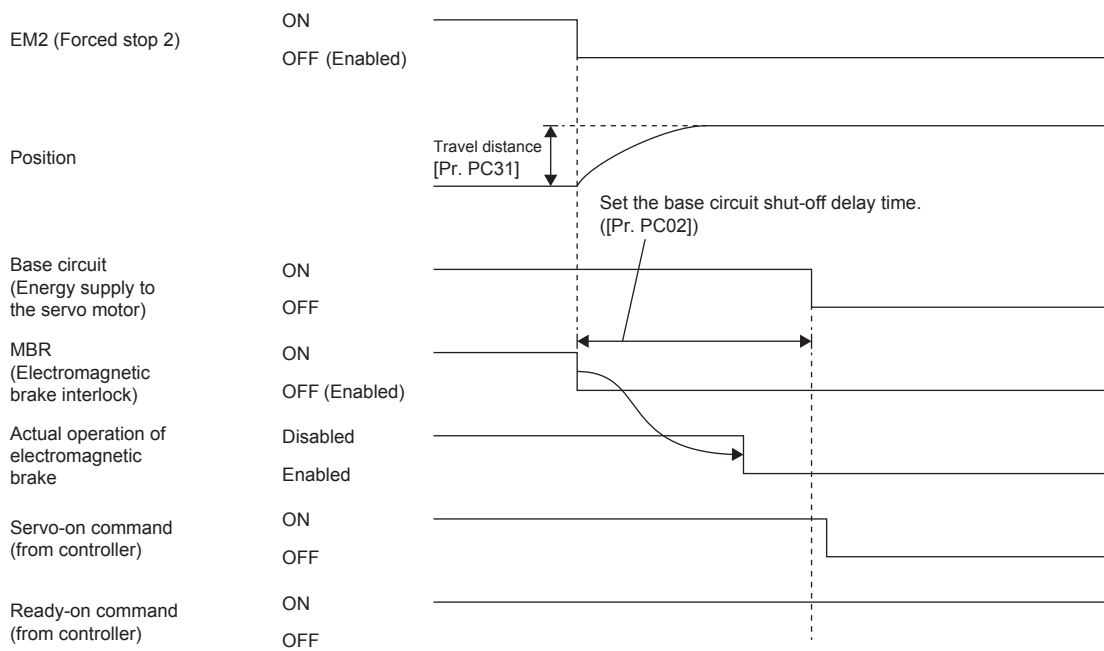 EM2 (Forced stop 2)
ON
OFF (Enabled)
Position
Travel distance
[Pr. PC31]
Set the base circuit shut-off delay time.
([Pr. PC02])
Base circuit
(Energy supply to
the servo motor)
ON
OFF
MBR
(Electromagnetic
brake interlock)
ON
OFF (Enabled)
Actual operation of
electromagnetic
brake
Disabled
Enabled
Servo-on command
(from controller)
ON
OFF
Ready-on command
(from controller)
ON
OFF